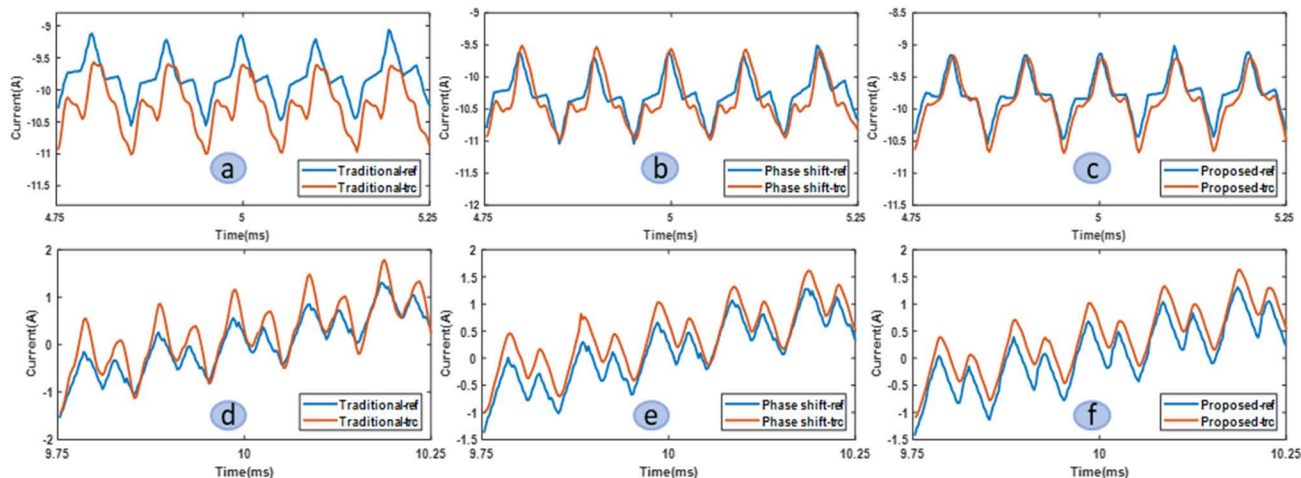 -9
-9.5
-10
-10.5
-11
-11.5
Current(A)
a
Traditional-ref
Traditional-trc
4.75
5
5.25
Time(ms)
-9
-9.5
-10
-10.5
-11
-11.5
-12
Current(A)
b
Phase shift-ref
Phase shift-trc
4.75
5
5.25
Time(ms)
-8.5
-9
-9.5
-10
-10.5
-11
-11.5
Current(A)
c
Proposed-ref
Proposed-trc
4.75
5
5.25
Time(ms)
2
1
0
-1
-2
Current(A)
d
Traditional-ref
Traditional-trc
9.75
10
10.25
Time(ms)
2
1.5
1
0.5
0
-0.5
-1
-1.5
Current(A)
e
Phase shift-ref
Phase shift-trc
9.75
10
10.25
Time(ms)
2
1.5
1
0.5
0
-0.5
-1
-1.5
Current(A)
f
Proposed-ref
Proposed-trc
9.75
10
10.25
Time(ms)